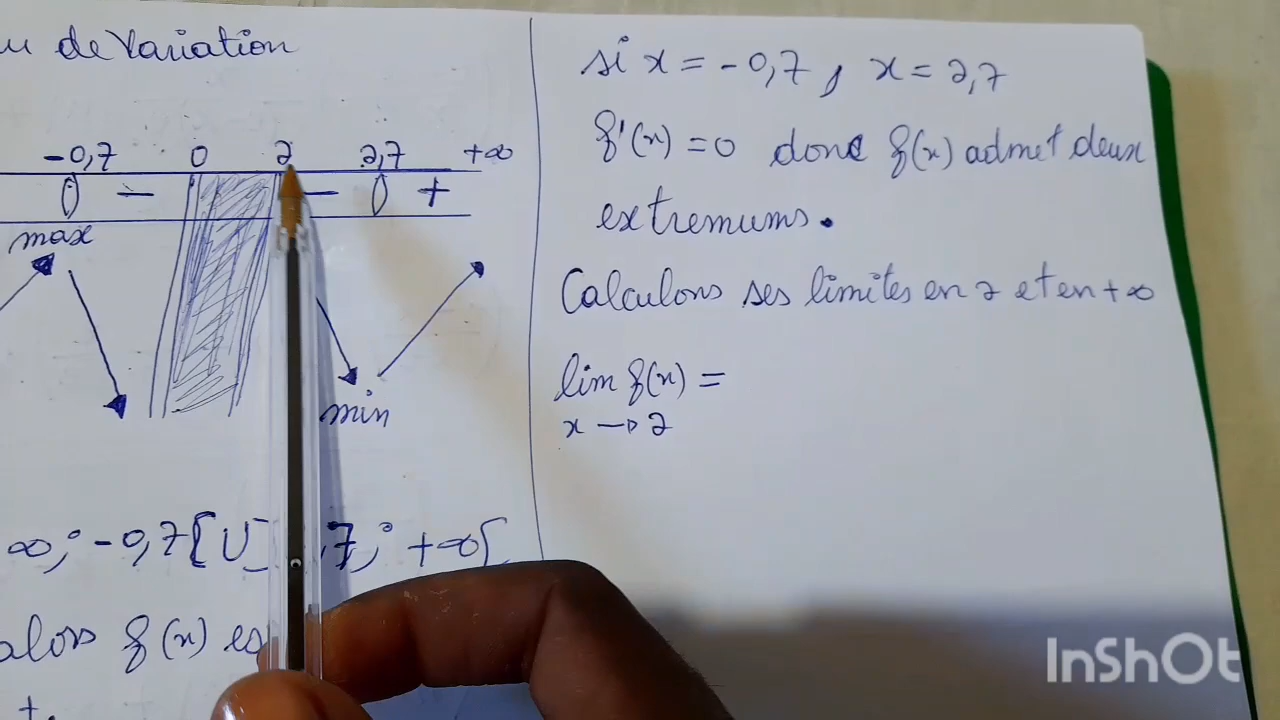 de Variation
-0,7 0 2 2,7 +∞
0 - - 0 +
max
min
∞; -0,7[ U ] ,7; +∞[
alors f(x) es
si x = -0,7, x = 2,7
f'(x) = 0 donc f(x) admet deux
extremums.
Calculons ses limites en 2 et en +∞
lim f(x) =
x → 2
InShOt